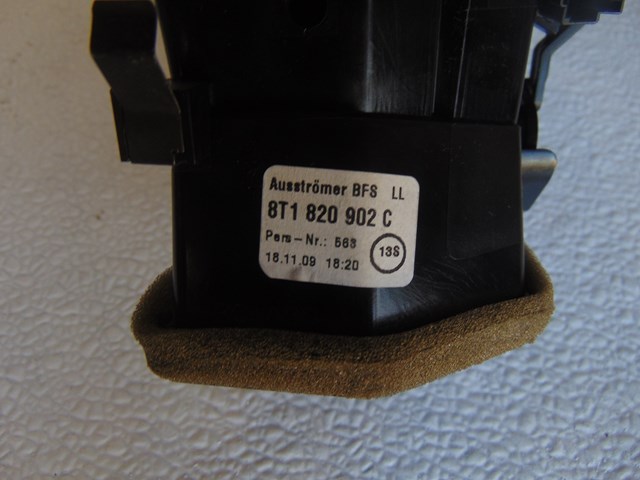 Ausströmer BFS LL
8T1 820 902 C
Pers-Nr.: 563
13S
18.11.09 18:20